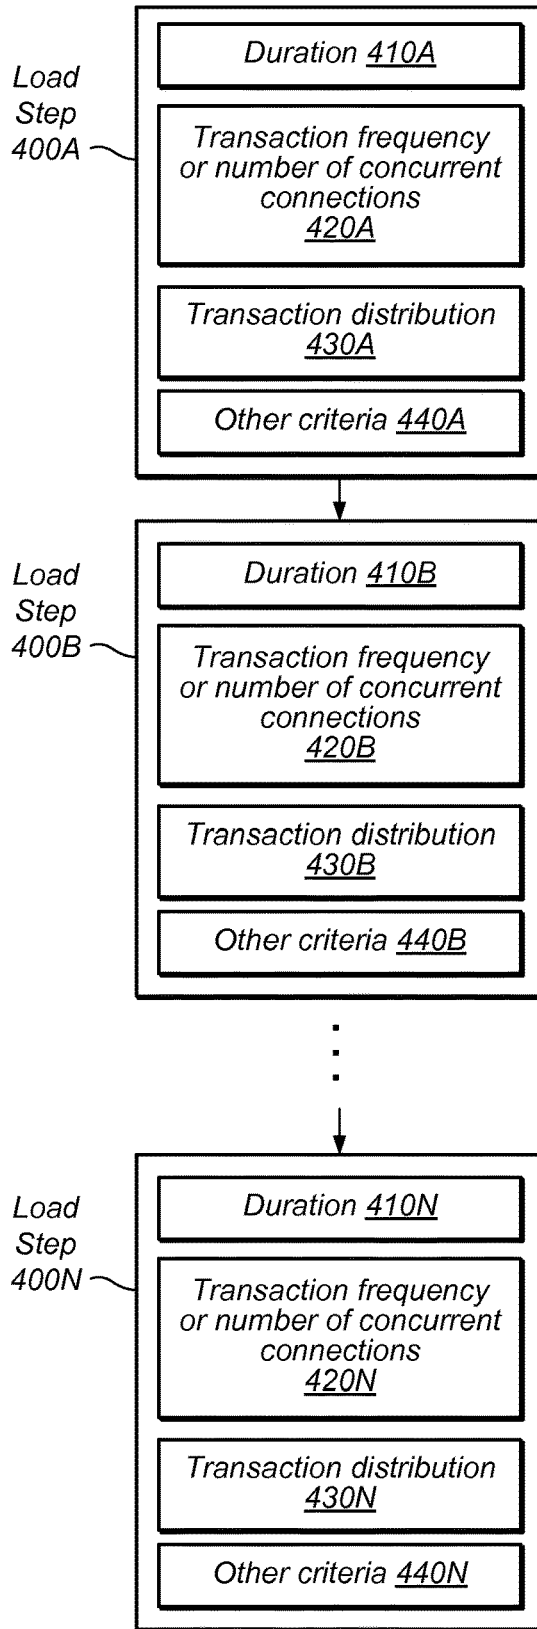 Load
Step
400A
Duration 410A
Transaction frequency
or number of concurrent
connections
420A
Transaction distribution
430A
Other criteria 440A
Load
Step
400B
Duration 410B
Transaction frequency
or number of concurrent
connections
420B
Transaction distribution
430B
Other criteria 440B
Load
Step
400N
Duration 410N
Transaction frequency
or number of concurrent
connections
420N
Transaction distribution
430N
Other criteria 440N